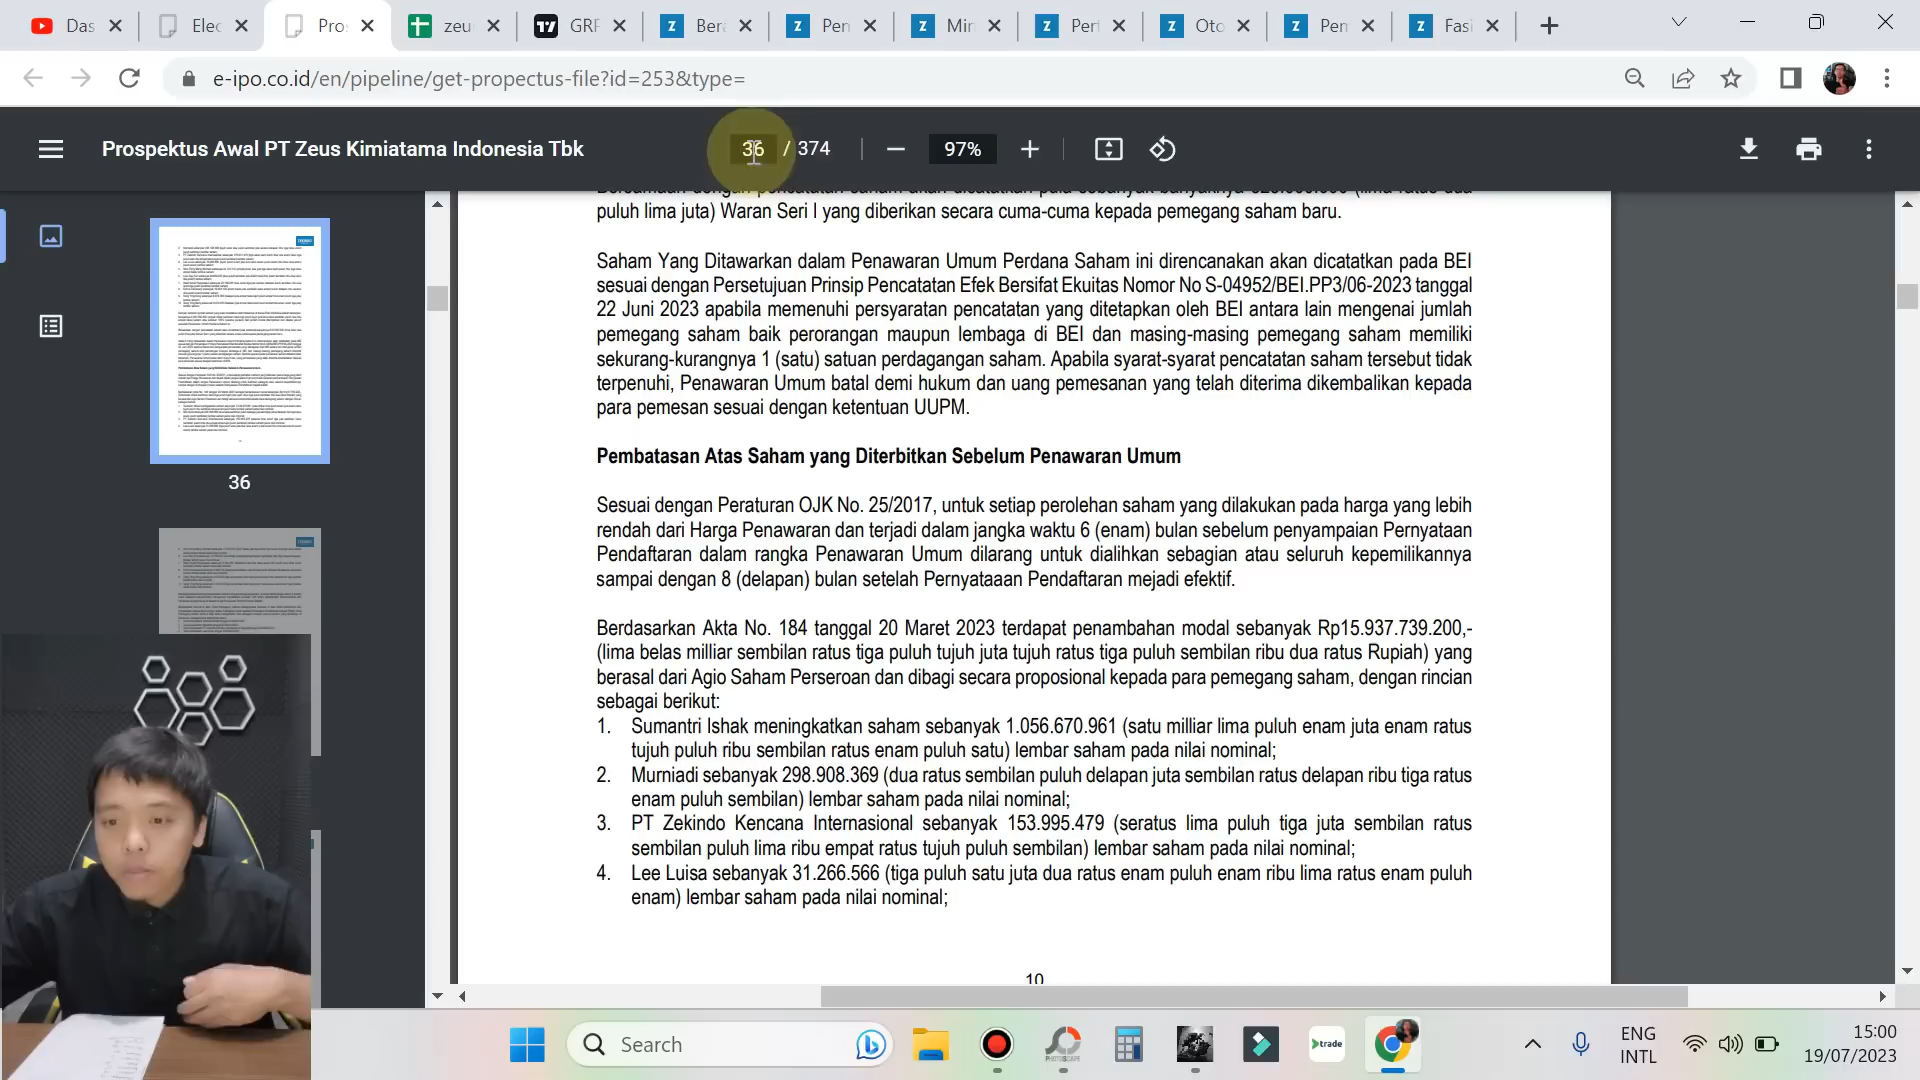 Das
Elec
Pros
zeus
GRF
Bera
Pen
Min
Pert
Oto
Pem
Fasi
e-ipo.co.id/en/pipeline/get-propectus-file?id=253&type=
Prospektus Awal PT Zeus Kimiatama Indonesia Tbk
36 / 374
97%
36
puluh lima juta) Waran Seri I yang diberikan secara cuma-cuma kepada pemegang saham baru.
Saham Yang Ditawarkan dalam Penawaran Umum Perdana Saham ini direncanakan akan dicatatkan pada BEI
sesuai dengan Persetujuan Prinsip Pencatatan Efek Bersifat Ekuitas Nomor No S-04952/BEI.PP3/06-2023 tanggal
22 Juni 2023 apabila memenuhi persyaratan pencatatan yang ditetapkan oleh BEI antara lain mengenai jumlah
pemegang saham baik perorangan maupun lembaga di BEI dan masing-masing pemegang saham memiliki
sekurang-kurangnya 1 (satu) satuan perdagangan saham. Apabila syarat-syarat pencatatan saham tersebut tidak
terpenuhi, Penawaran Umum batal demi hukum dan uang pemesanan yang telah diterima dikembalikan kepada
para pemesan sesuai dengan ketentuan UUPM.
Pembatasan Atas Saham yang Diterbitkan Sebelum Penawaran Umum
Sesuai dengan Peraturan OJK No. 25/2017, untuk setiap perolehan saham yang dilakukan pada harga yang lebih
rendah dari Harga Penawaran dan terjadi dalam jangka waktu 6 (enam) bulan sebelum penyampaian Pernyataan
Pendaftaran dalam rangka Penawaran Umum dilarang untuk dialihkan sebagian atau seluruh kepemilikannya
sampai dengan 8 (delapan) bulan setelah Pernyataaan Pendaftaran mejadi efektif.
Berdasarkan Akta No. 184 tanggal 20 Maret 2023 terdapat penambahan modal sebanyak Rp15.937.739.200,-
(lima belas milliar sembilan ratus tiga puluh tujuh juta tujuh ratus tiga puluh sembilan ribu dua ratus Rupiah) yang
berasal dari Agio Saham Perseroan dan dibagi secara proposional kepada para pemegang saham, dengan rincian
sebagai berikut:
1. Sumantri Ishak meningkatkan saham sebanyak 1.056.670.961 (satu milliar lima puluh enam juta enam ratus
tujuh puluh ribu sembilan ratus enam puluh satu) lembar saham pada nilai nominal;
2. Murniadi sebanyak 298.908.369 (dua ratus sembilan puluh delapan juta sembilan ratus delapan ribu tiga ratus
enam puluh sembilan) lembar saham pada nilai nominal;
3. PT Zekindo Kencana Internasional sebanyak 153.995.479 (seratus lima puluh tiga juta sembilan ratus
sembilan puluh lima ribu empat ratus tujuh puluh sembilan) lembar saham pada nilai nominal;
4. Lee Luisa sebanyak 31.266.566 (tiga puluh satu juta dua ratus enam puluh enam ribu lima ratus enam puluh
enam) lembar saham pada nilai nominal;
10
Search
PHOTOSCAPE
trade
ENG
INTL
15:00
19/07/2023